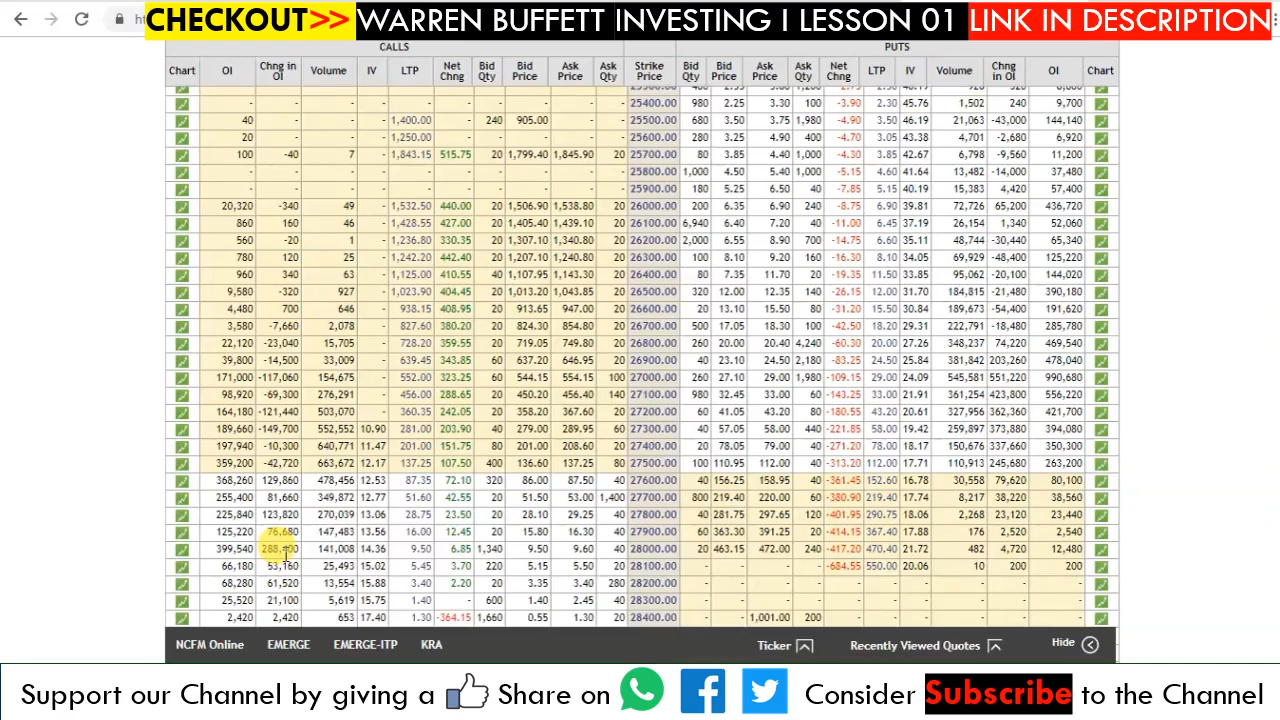 CHECKOUT>> WARREN BUFFETT INVESTING I LESSON 01 LINK IN DESCRIPTION
CALLS PUTS
Chart OI Chng in OI Volume IV LTP Net Chng Bid Qty Bid Price Ask Price Ask Qty Strike Price Bid Qty Bid Price Ask Price Ask Qty Net Chng LTP IV Volume Chng in OI OI Chart
- - - - - - - - - - 25400.00 980 2.25 3.30 100 -3.90 2.30 45.76 1,502 240 9,700
40 - - - 1,400.00 - 240 905.00 - - 25500.00 680 3.50 3.75 1,980 -4.90 3.50 46.19 21,063 -43,000 144,140
20 - - - 1,250.00 - - - - - 25600.00 280 3.25 4.90 400 -4.70 3.05 43.38 4,701 -2,680 6,920
100 -40 7 - 1,843.15 515.75 20 1,799.40 1,845.90 20 25700.00 80 3.85 4.40 1,000 -4.30 3.85 42.67 6,798 -9,560 11,200
- - - - - - - - - - 25800.00 1,000 4.50 5.40 1,000 -5.15 4.60 41.64 13,482 -14,000 37,480
- - - - - - - - - - 25900.00 180 5.25 6.50 40 -7.85 5.15 40.19 15,383 4,420 57,400
20,320 -340 49 - 1,532.50 440.00 20 1,506.90 1,538.80 20 26000.00 200 6.35 6.90 240 -8.75 6.90 39.81 72,726 65,200 436,720
860 160 46 - 1,428.55 427.00 20 1,405.40 1,439.10 20 26100.00 6,940 6.40 7.20 40 -11.00 6.45 37.19 26,154 1,340 52,060
560 -20 1 - 1,236.80 330.35 20 1,307.10 1,340.80 20 26200.00 2,000 6.55 8.90 700 -14.75 6.60 35.11 48,744 -30,440 65,340
780 120 25 - 1,242.20 442.40 20 1,207.10 1,240.80 20 26300.00 100 8.10 9.20 160 -16.30 8.10 34.05 69,929 -48,400 125,220
960 340 63 - 1,125.00 410.55 40 1,107.95 1,143.30 20 26400.00 80 7.35 11.70 20 -19.35 11.50 33.85 95,062 -20,100 144,020
9,580 -320 927 - 1,023.90 404.45 20 1,013.20 1,043.85 20 26500.00 320 12.00 12.35 140 -26.15 12.00 31.70 184,815 -21,480 390,180
4,480 700 646 - 938.15 408.95 20 913.65 947.00 20 26600.00 20 13.10 15.50 80 -31.20 15.50 30.84 189,673 -54,400 191,620
3,580 -7,660 2,078 - 827.60 380.20 20 824.30 854.80 20 26700.00 500 17.05 18.30 100 -42.50 18.20 29.31 222,791 -18,480 285,780
22,120 -23,040 15,705 - 728.20 359.55 20 719.05 749.80 20 26800.00 260 20.00 20.40 4,240 -60.30 20.00 27.26 348,237 74,220 469,540
39,800 -14,500 33,009 - 639.45 343.85 60 637.20 646.95 20 26900.00 40 23.10 24.50 2,180 -83.25 24.50 25.84 381,842 203,260 478,040
171,000 -117,060 154,675 - 552.00 323.25 60 544.15 554.15 100 27000.00 260 27.10 29.00 1,980 -109.15 29.00 24.09 545,581 551,220 990,680
98,920 -69,300 276,291 - 456.00 288.65 20 450.20 456.40 140 27100.00 980 32.45 33.00 60 -143.25 33.00 21.91 361,257 423,800 556,220
164,180 -121,440 503,070 - 360.35 242.05 20 358.20 367.60 20 27200.00 60 41.05 43.20 80 -180.55 43.20 20.61 327,956 362,360 421,700
189,660 -149,700 552,552 10.90 281.00 203.90 40 279.00 289.95 60 27300.00 40 57.05 58.00 440 -221.85 58.00 19.42 259,897 373,880 394,080
197,940 -10,300 640,771 11.47 201.00 151.75 80 201.00 208.60 20 27400.00 20 78.05 79.00 40 -271.20 78.00 18.17 150,676 337,660 350,300
359,200 -42,720 663,672 12.17 137.25 107.50 400 136.60 137.25 80 27500.00 100 110.95 112.00 40 -313.20 112.00 17.71 110,913 245,680 263,200
368,260 129,860 478,456 12.53 87.35 72.10 320 86.00 87.50 40 27600.00 40 156.25 158.95 40 -361.45 152.60 16.78 30,558 79,620 80,100
255,400 81,660 349,872 12.77 51.60 42.55 20 51.50 53.00 1,400 27700.00 800 219.40 220.00 60 -380.90 219.40 17.74 8,217 38,220 38,560
225,840 123,820 270,039 13.06 28.75 23.50 20 28.10 29.25 40 27800.00 40 281.75 297.65 120 -401.95 290.75 18.06 2,268 23,120 23,440
125,220 76,680 147,483 13.56 16.00 12.45 20 15.80 16.30 40 27900.00 60 363.30 391.25 20 -414.15 367.40 17.88 176 2,520 2,540
399,540 141,008 14.36 9.50 6.85 1,340 9.50 9.60 40 28000.00 20 463.15 472.00 240 -417.20 470.40 21.72 482 4,720 12,480
66,180 53,160 25,493 15.02 5.45 3.70 220 5.15 5.50 20 28100.00 - - - - -684.55 550.00 20.06 10 200 200
68,280 61,520 13,554 15.88 3.40 2.20 20 3.35 3.40 280 28200.00 - - - - - - - - - -
25,520 21,100 5,619 15.75 1.40 - 600 1.40 2.45 20 28300.00 - - - - - - - - - -
2,420 2,420 653 17.40 1.30 -364.15 1,660 0.55 1.30 20 28400.00 - - 1,001.00 200 - - - - - -
NCFM Online EMERGE EMERGE-ITP KRA Ticker Recently Viewed Quotes Hide
Support our Channel by giving a Share on Consider Subscribe to the Channel